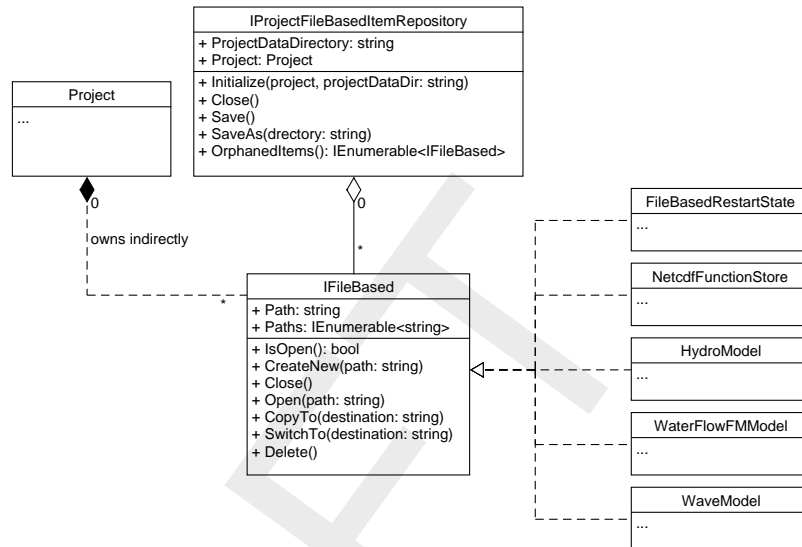 IProjectFileBasedItemRepository
+ ProjectDataDirectory: string
+ Project: Project
+ Initialize(project, projectDataDir: string)
+ Close()
+ Save()
+ SaveAs(drectory: string)
+ OrphanedItems(): IEnumerable<IFileBased>
Project
...
0
0
owns indirectly
*
*
IFileBased
+ Path: string
+ Paths: IEnumerable<string>
+ IsOpen(): bool
+ CreateNew(path: string)
+ Close()
+ Open(path: string)
+ CopyTo(destination: string)
+ SwitchTo(destination: string)
+ Delete()
FileBasedRestartState
...
NetcdfFunctionStore
...
HydroModel
...
WaterFlowFMModel
...
WaveModel
...